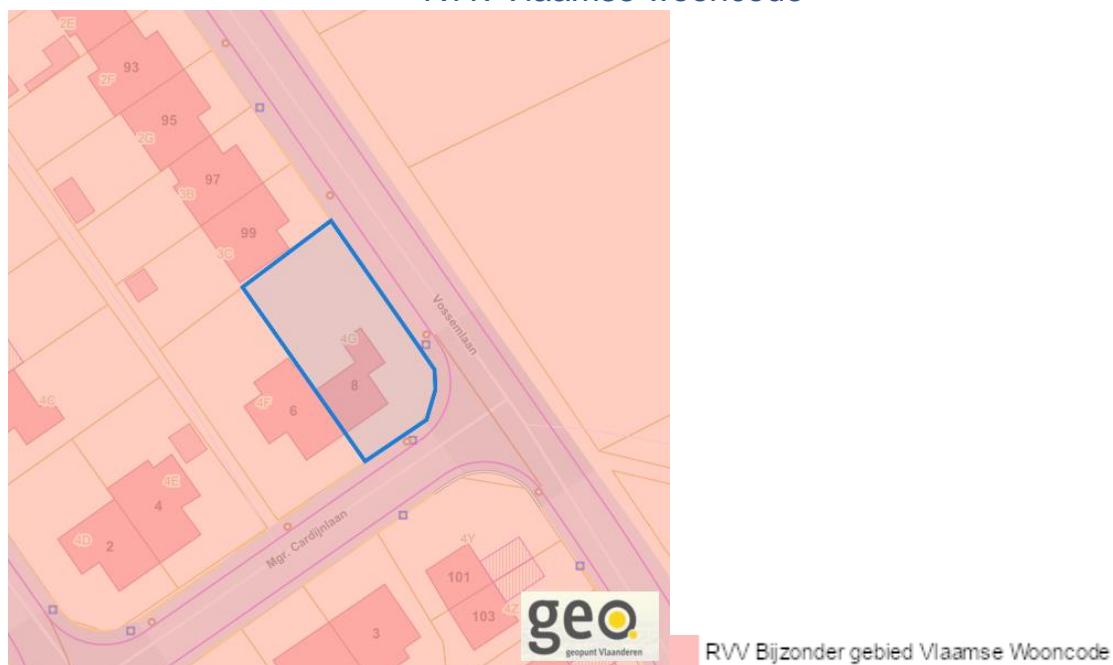 RVV Vlaamse wooncode
2E
93
2F
95
2G
97
3B
99
3C
Vossemlaan
4G
8
4C
4F
6
4E
4
4D
2
Mgr. Cardijnlaan
4Y
101
4Z
103
3
geo
geopunt Vlaanderen
RVV Bijzonder gebied Vlaamse Wooncode